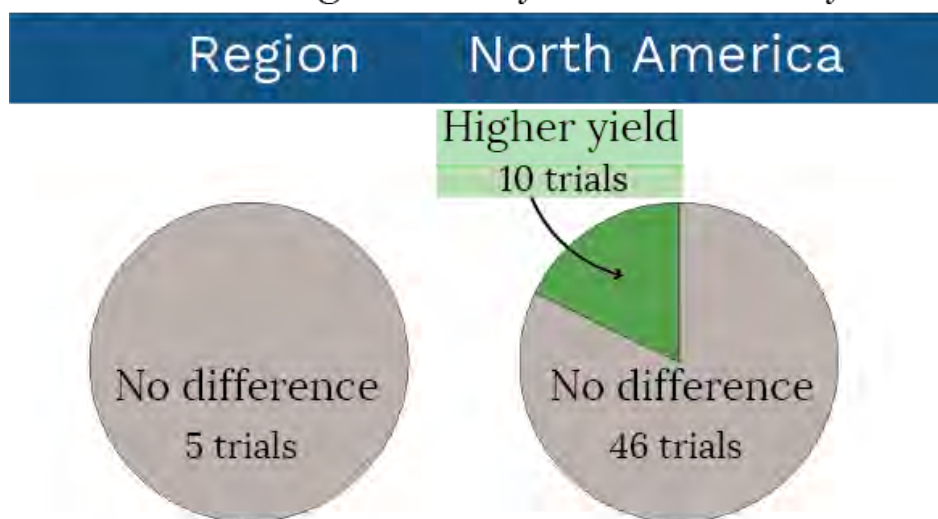 Region
North America
Higher yield
10 trials
No difference
5 trials
No difference
46 trials